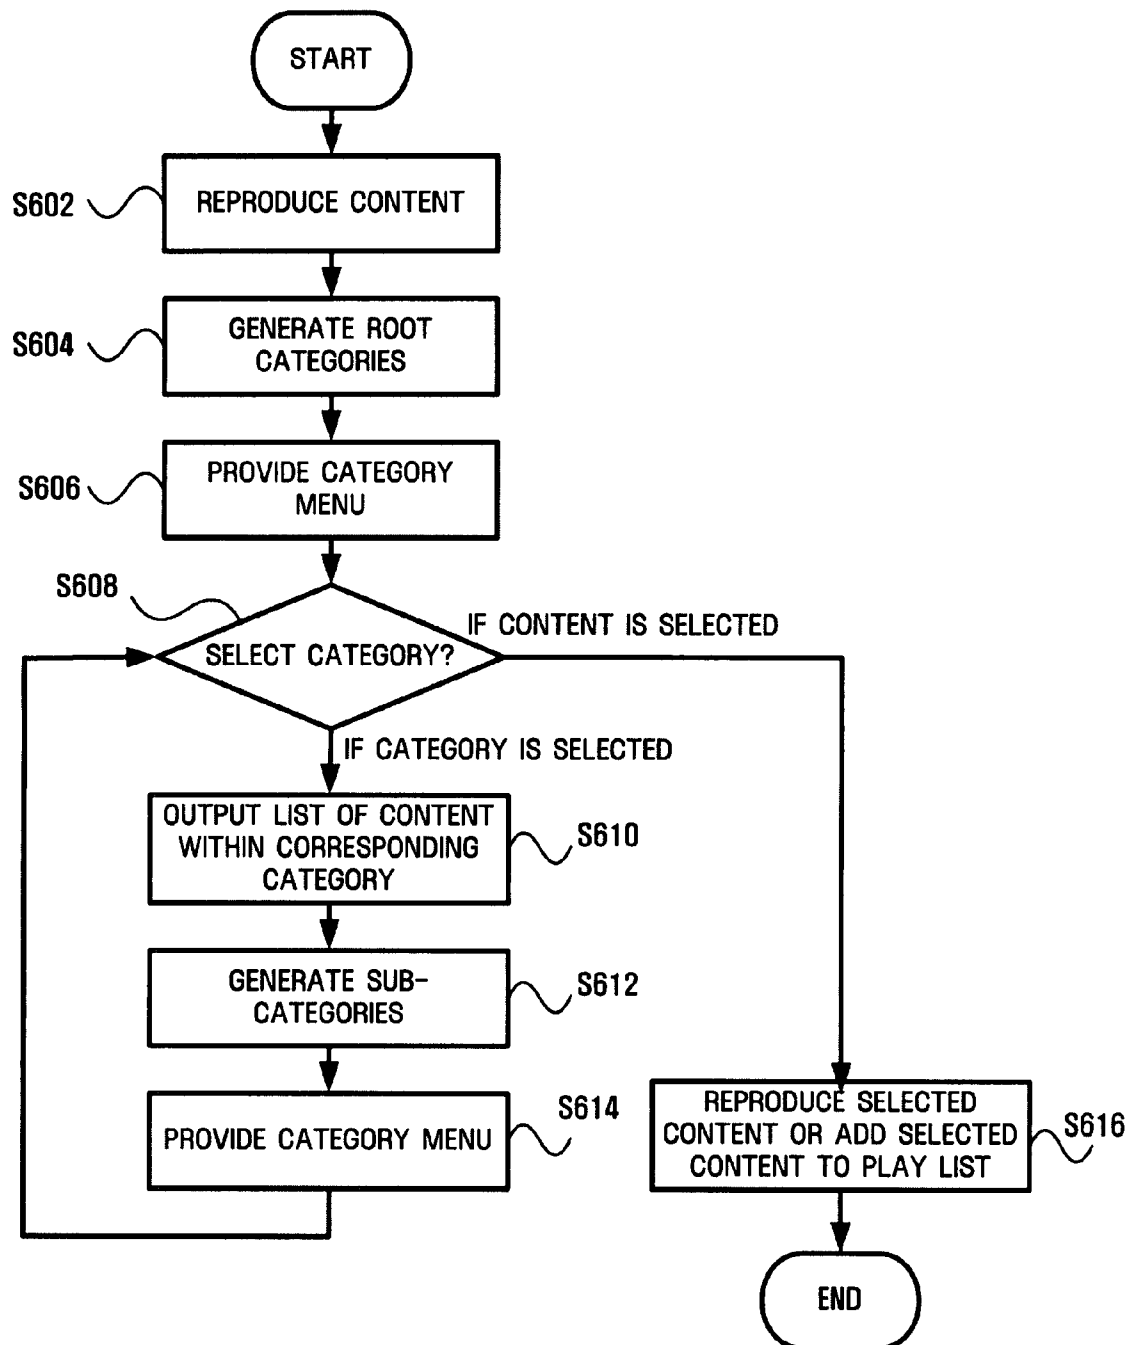 START
S602
REPRODUCE CONTENT
S604
GENERATE ROOT
CATEGORIES
S606
PROVIDE CATEGORY
MENU
S608
SELECT CATEGORY?
IF CONTENT IS SELECTED
IF CATEGORY IS SELECTED
OUTPUT LIST OF CONTENT
WITHIN CORRESPONDING
CATEGORY
S610
GENERATE SUB-
CATEGORIES
S612
PROVIDE CATEGORY MENU
S614
REPRODUCE SELECTED
CONTENT OR ADD SELECTED
CONTENT TO PLAY LIST
S616
END